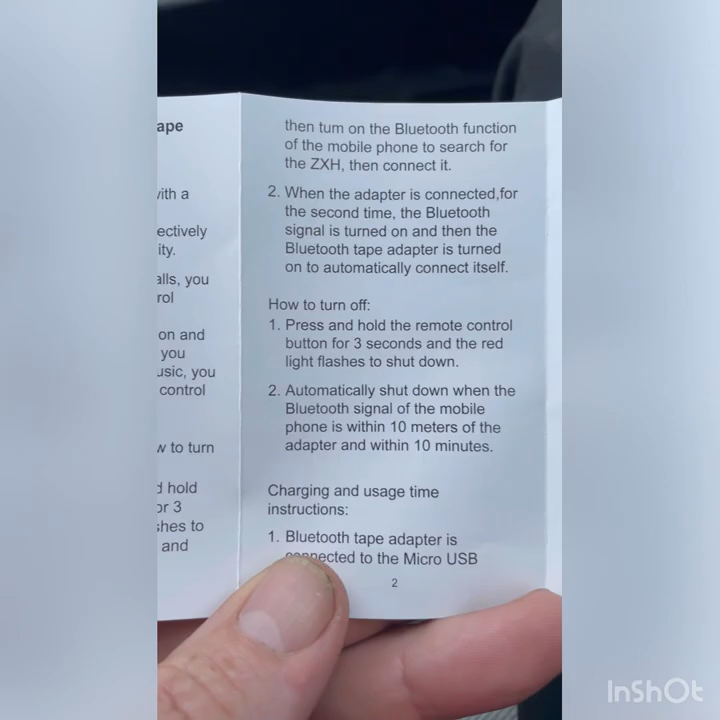 ape
with a
ectively
ity.
alls, you
rol
on and
you
usic, you
control
w to turn
d hold
or 3
shes to
and
then tum on the Bluetooth function
of the mobile phone to search for
the ZXH, then connect it.
2. When the adapter is connected,for
the second time, the Bluetooth
signal is turned on and then the
Bluetooth tape adapter is turned
on to automatically connect itself.
How to turn off:
1. Press and hold the remote control
button for 3 seconds and the red
light flashes to shut down.
2. Automatically shut down when the
Bluetooth signal of the mobile
phone is within 10 meters of the
adapter and within 10 minutes.
Charging and usage time
instructions:
1. Bluetooth tape adapter is
connected to the Micro USB
2
InShOt